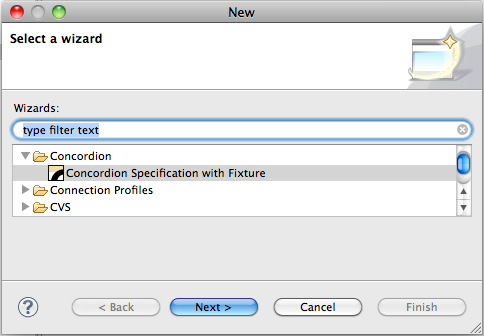 New
Select a wizard
Wizards:
type filter text
Concordion
Concordion Specification with Fixture
Connection Profiles
CVS
? < Back Next > Cancel Finish